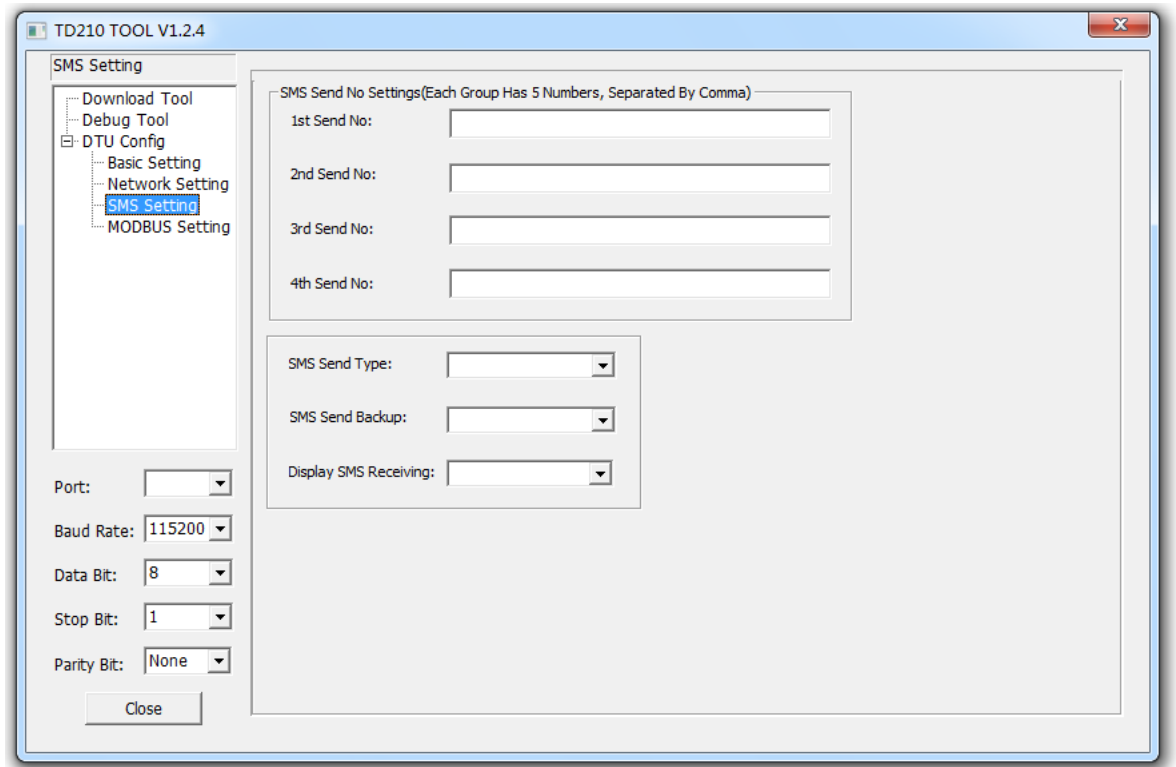 TD210 TOOL V1.2.4
SMS Setting
Download Tool
Debug Tool
DTU Config
Basic Setting
Network Setting
SMS Setting
MODBUS Setting
Port:
Baud Rate: 115200
Data Bit: 8
Stop Bit: 1
Parity Bit: None
Close
SMS Send No Settings(Each Group Has 5 Numbers, Separated By Comma)
1st Send No:
2nd Send No:
3rd Send No:
4th Send No:
SMS Send Type:
SMS Send Backup:
Display SMS Receiving: